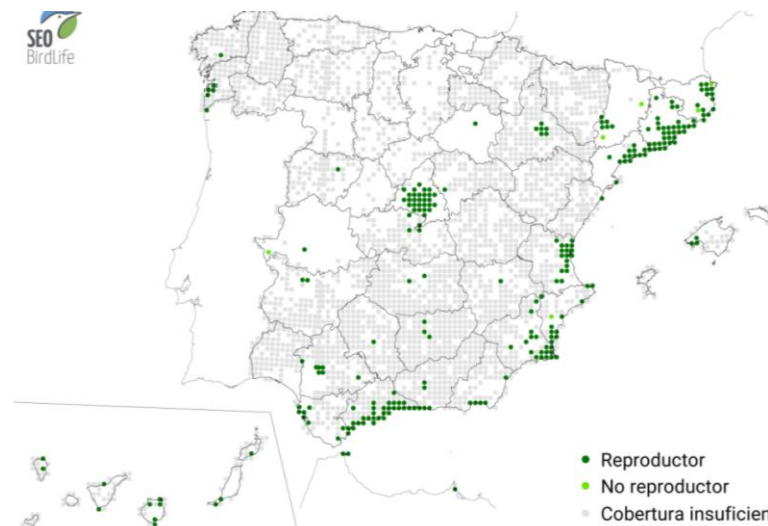 SEO
BirdLife
Reproductor
No reproductor
Cobertura insuficien